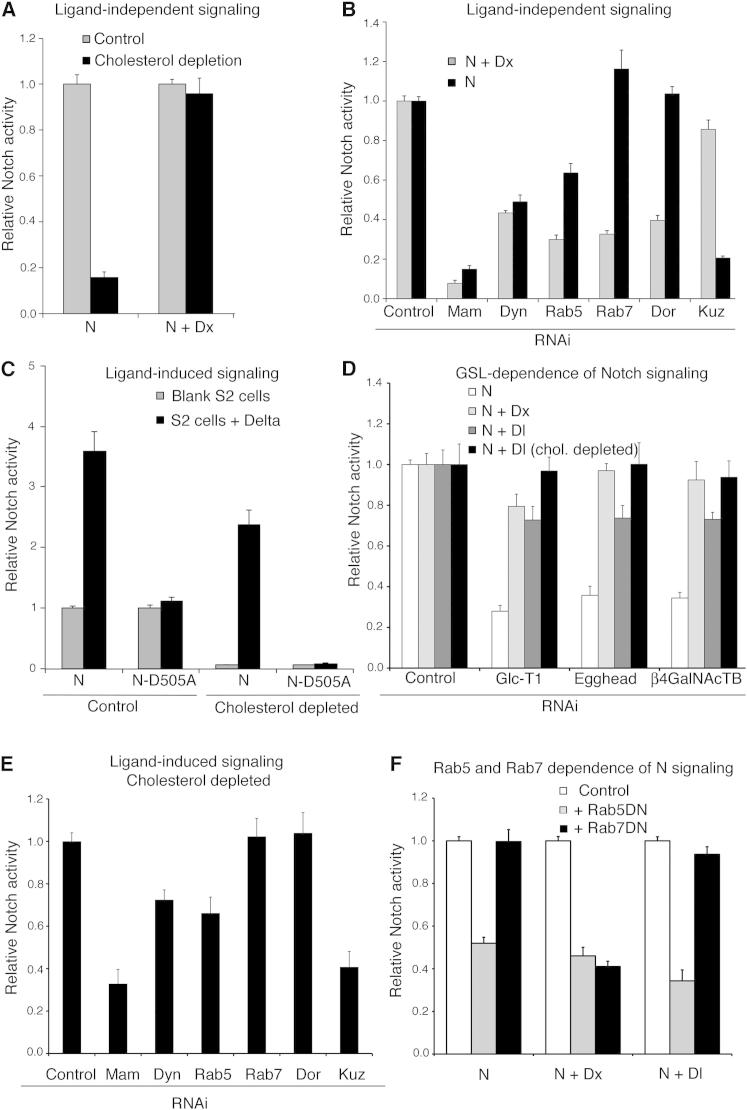 A
Ligand-independent signaling
Control
Cholesterol depletion
Relative Notch activity
1.2
1.0
0.8
0.6
0.4
0.2
0.0
N
N + Dx
B
Ligand-independent signaling
N + Dx
N
Relative Notch activity
1.4
1.2
1.0
0.8
0.6
0.4
0.2
0.0
Control Mam Dyn Rab5 Rab7 Dor Kuz
RNAi
C
Ligand-induced signaling
Blank S2 cells
S2 cells + Delta
Relative Notch activity
5
4
3
2
1
0
N N-D505A N N-D505A
Control Cholesterol depleted
D
GSL-dependence of Notch signaling
N
N + Dx
N + Dl
N + Dl (chol. depleted)
Relative Notch activity
1.4
1.2
1.0
0.8
0.6
0.4
0.2
0.0
Control Glc-T1 Egghead β4GalNAcTB
RNAi
E
Ligand-induced signaling
Cholesterol depleted
Relative Notch activity
1.2
1.0
0.8
0.6
0.4
0.2
0.0
Control Mam Dyn Rab5 Rab7 Dor Kuz
RNAi
F
Rab5 and Rab7 dependence of N signaling
Control
+ Rab5DN
+ Rab7DN
Relative Notch activity
1.2
1.0
0.8
0.6
0.4
0.2
0.0
N N + Dx N + Dl